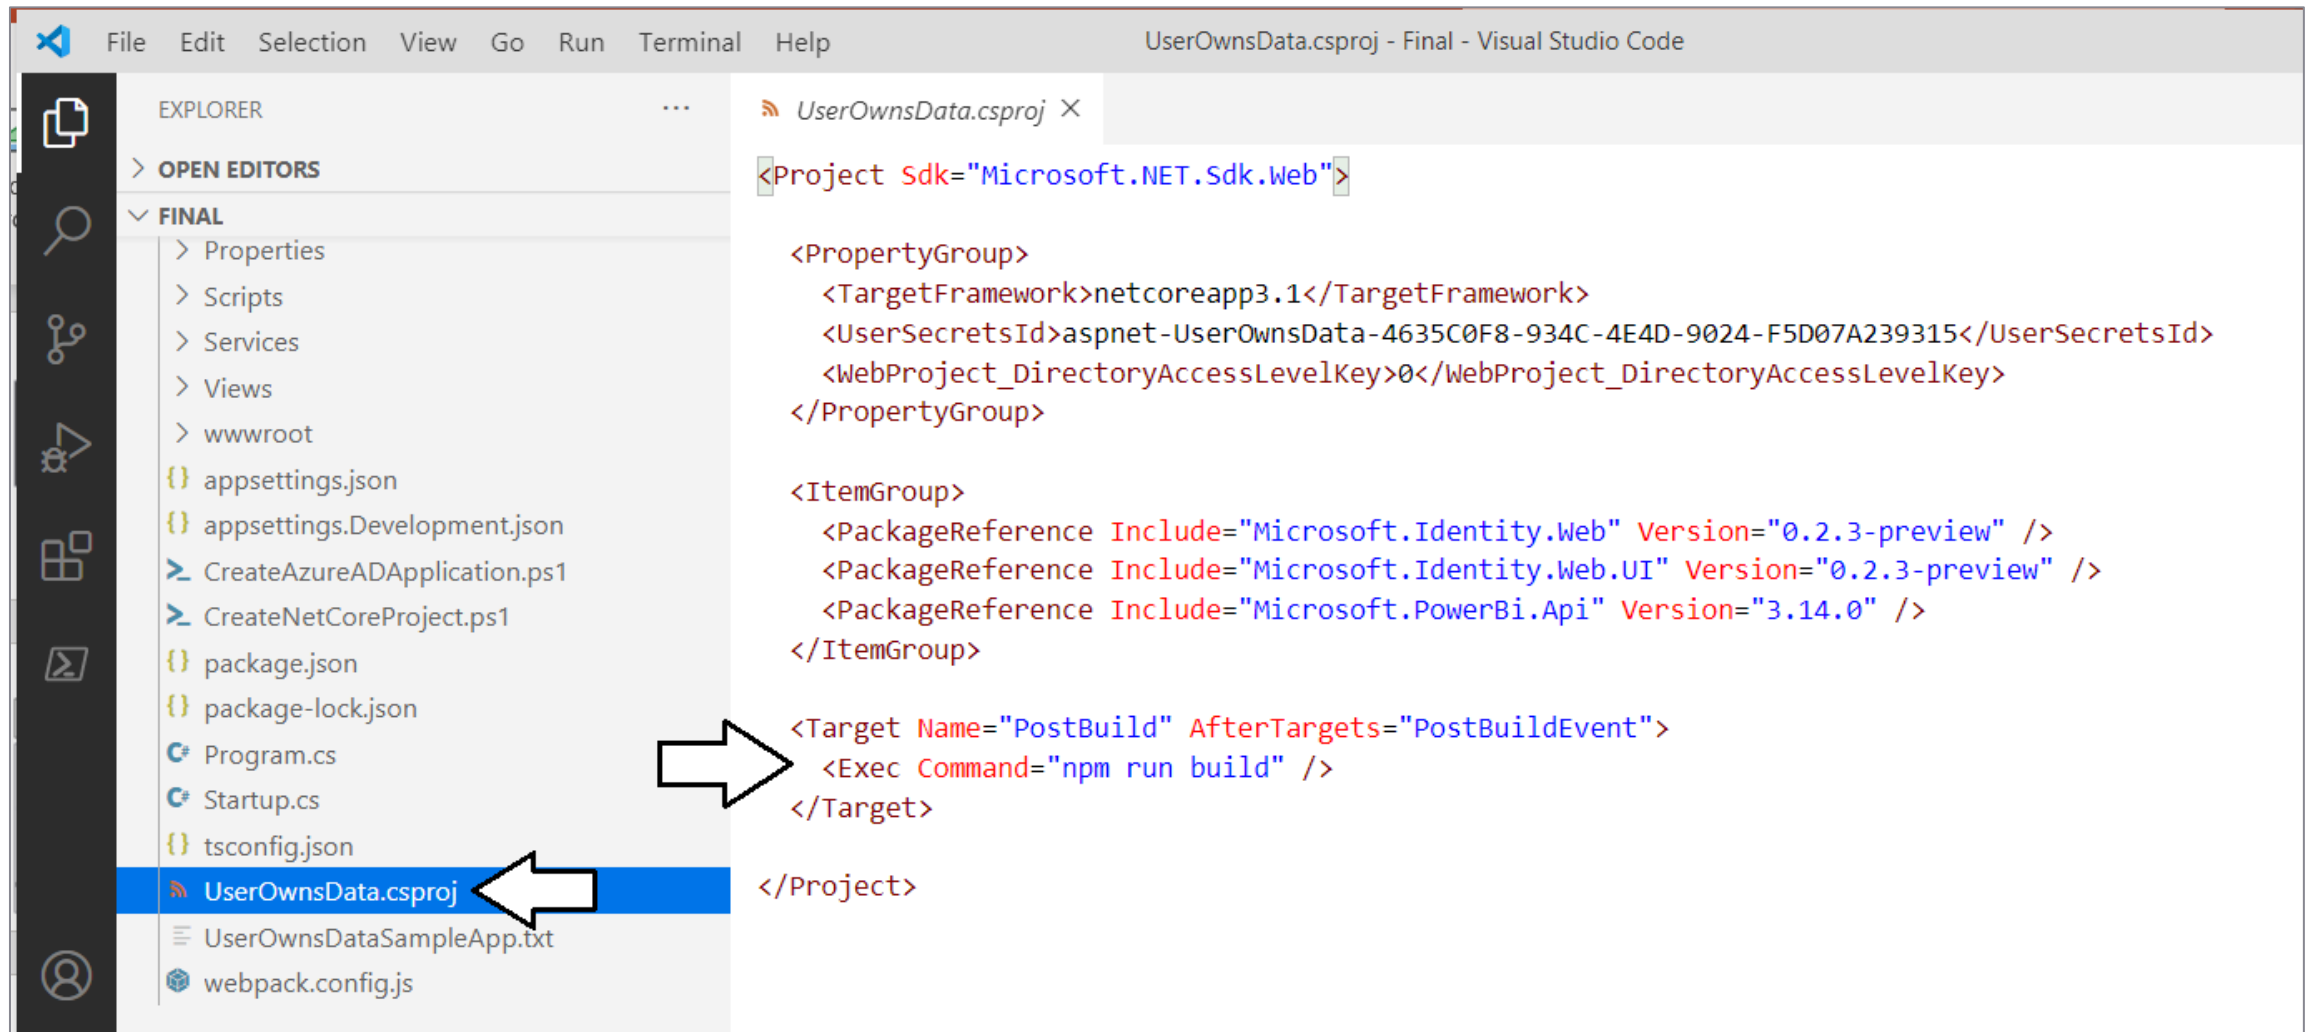 File Edit Selection View Go Run Terminal Help UserOwnsData.csproj - Final - Visual Studio Code
EXPLORER ···
OPEN EDITORS
FINAL
Properties
Scripts
Services
Views
wwwroot
appsettings.json
appsettings.Development.json
CreateAzureADApplication.ps1
CreateNetCoreProject.ps1
package.json
package-lock.json
Program.cs
Startup.cs
tsconfig.json
UserOwnsData.csproj
UserOwnsDataSampleApp.txt
webpack.config.js
UserOwnsData.csproj
<Project Sdk="Microsoft.NET.Sdk.Web">
<PropertyGroup>
<TargetFramework>netcoreapp3.1</TargetFramework>
<UserSecretsId>aspnet-UserOwnsData-4635C0F8-934C-4E4D-9024-F5D07A239315</UserSecretsId>
<WebProject_DirectoryAccessLevelKey>0</WebProject_DirectoryAccessLevelKey>
</PropertyGroup>
<ItemGroup>
<PackageReference Include="Microsoft.Identity.Web" Version="0.2.3-preview" />
<PackageReference Include="Microsoft.Identity.Web.UI" Version="0.2.3-preview" />
<PackageReference Include="Microsoft.PowerBi.Api" Version="3.14.0" />
</ItemGroup>
<Target Name="PostBuild" AfterTargets="PostBuildEvent">
<Exec Command="npm run build" />
</Target>
</Project>